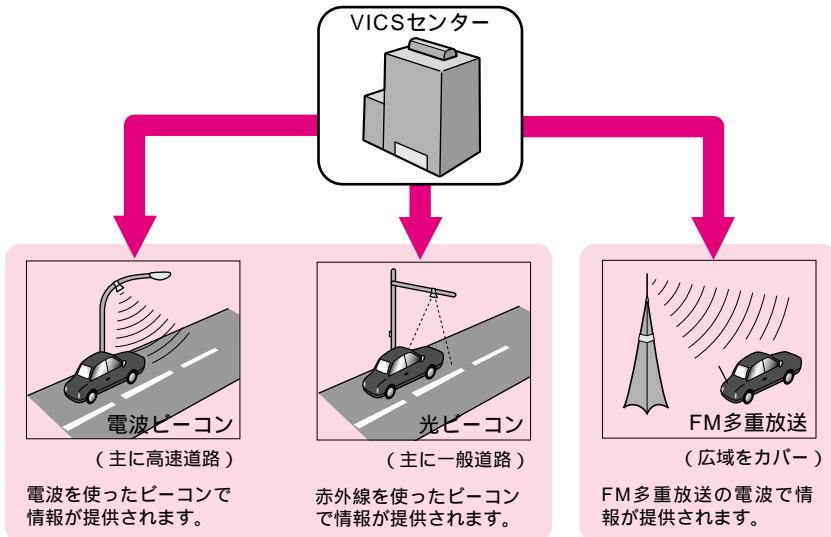 VICSセンター
電波ビーコン
（主に高速道路）
電波を使ったビーコンで
情報が提供されます。
光ビーコン
（主に一般道路）
赤外線を使ったビーコン
で情報が提供されます。
FM多重放送
（広域をカバー）
FM多重放送の電波で情
報が提供されます。